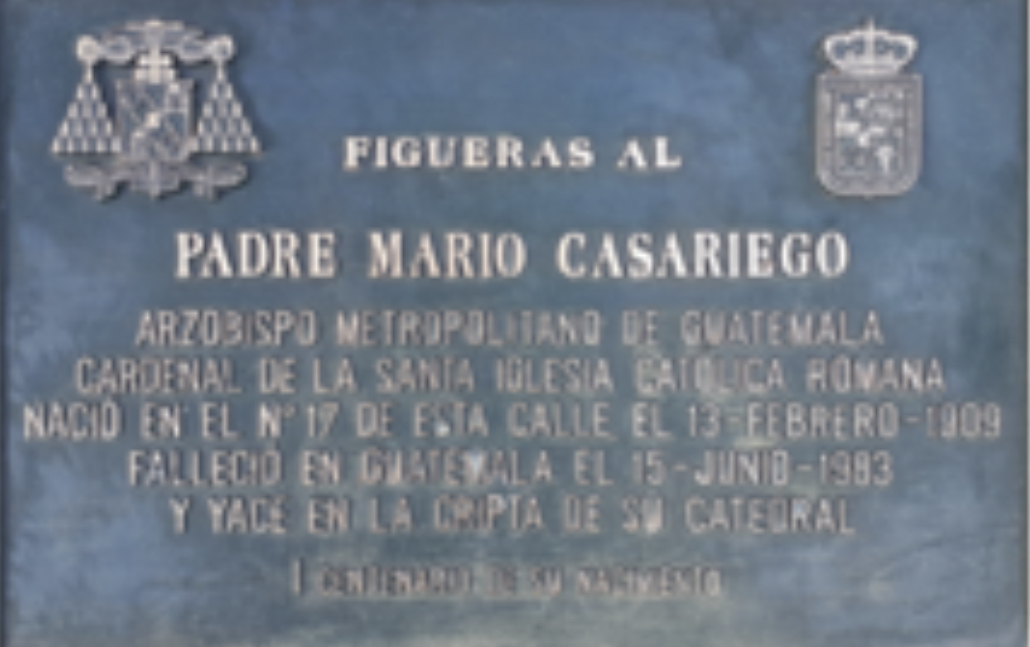 FIGUERAS AL
PADRE MARIO CASARIEGO
ARZOBISPO METROPOLITANO DE GUATEMALA
CARDENAL DE LA SANTA IGLESIA CATÓLICA ROMANA
NACIÓ EN EL Nº 17 DE ESTA CALLE EL 13-FEBRERO-1909
FALLECIÓ EN GUATEMALA EL 15-JUNIO-1983
Y YACE EN LA CRIPTA DE SU CATEDRAL
I CENTENARIO DE SU NACIMIENTO